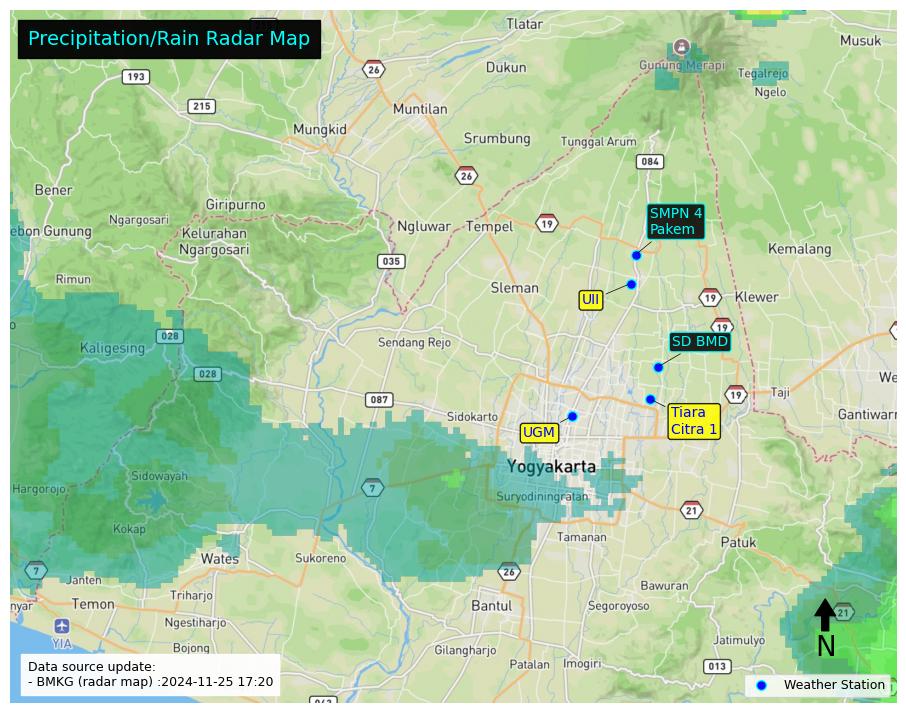 Precipitation/Rain Radar Map
Tlatar
Musuk
26
Gunung Merapi
193
Dukun
Tegalrejo
Ngelo
215
Muntilan
Mungkid
Srumbung
Tunggal Arum
084
26
Bener
Giripurno
SMPN 4
Pakem
Ngargosari
Ngluwar
Tempel
19
ebon Gunung
Kelurahan
Ngargosari
Kemalang
035
Rimun
Sleman
UII
19
Klewer
19
028
Kaligesing
Sendang Rejo
SD BMD
028
We
087
19
Taji
Sidokarto
Tiara
Citra 1
Gantiwarn
UGM
Yogyakarta
Sidowayah
Hargorojo
7
Suryodiningratan
21
Kokap
Tamanan
Patuk
Wates
Sukoreno
7
26
Janten
Bawuran
Triharjo
nyar
Temon
Bantul
Segoroyoso
21
Ngestiharjo
YIA
Jatimulyo
N
Bojong
Gilangharjo
Patalan
Imogiri
013
Data source update:
- BMKG (radar map) :2024-11-25 17:20
Weather Station